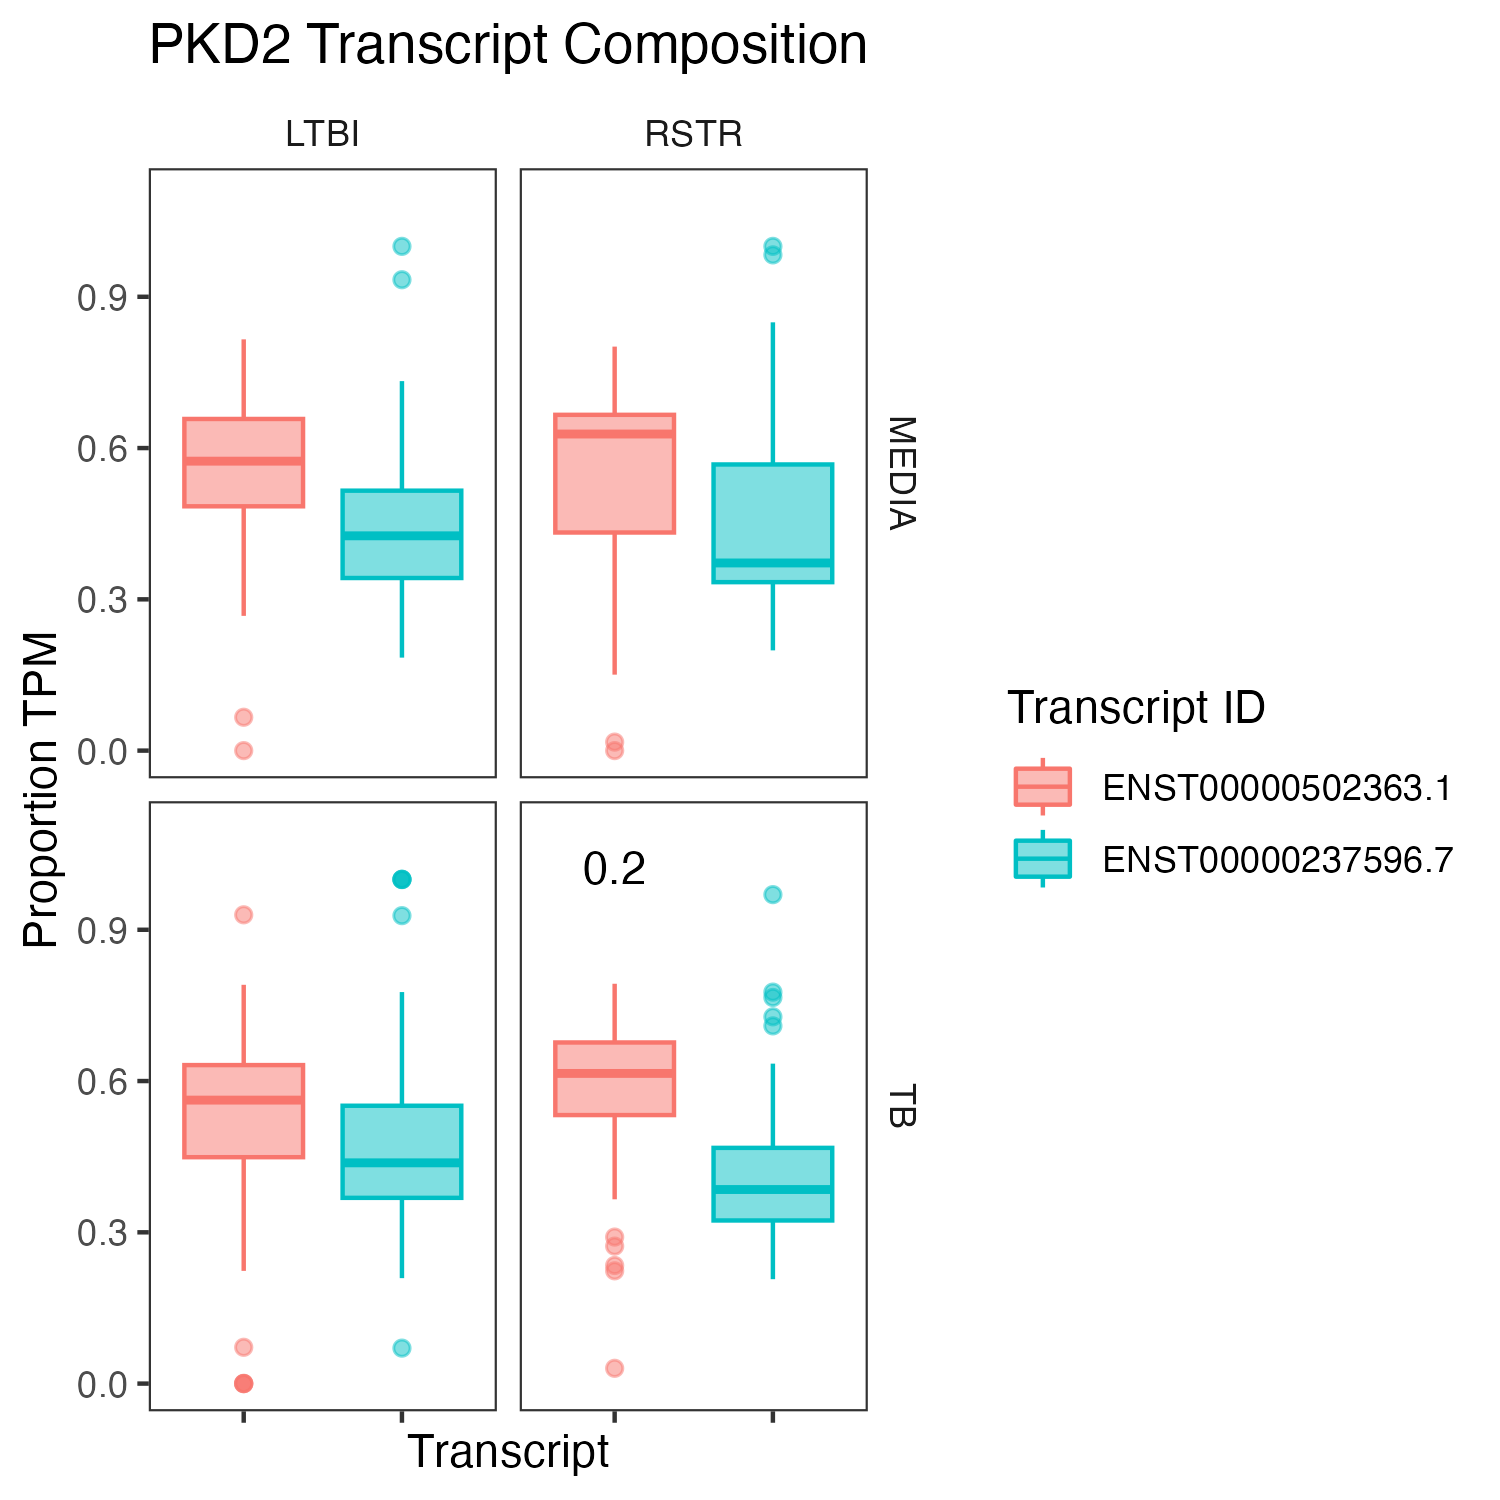 PKD2 Transcript Composition
LTBI
RSTR
0.9
0.6
0.3
0.0
MEDIA
0.2
0.9
0.6
0.3
0.0
TB
Proportion TPM
Transcript
Transcript ID
ENST00000502363.1
ENST00000237596.7